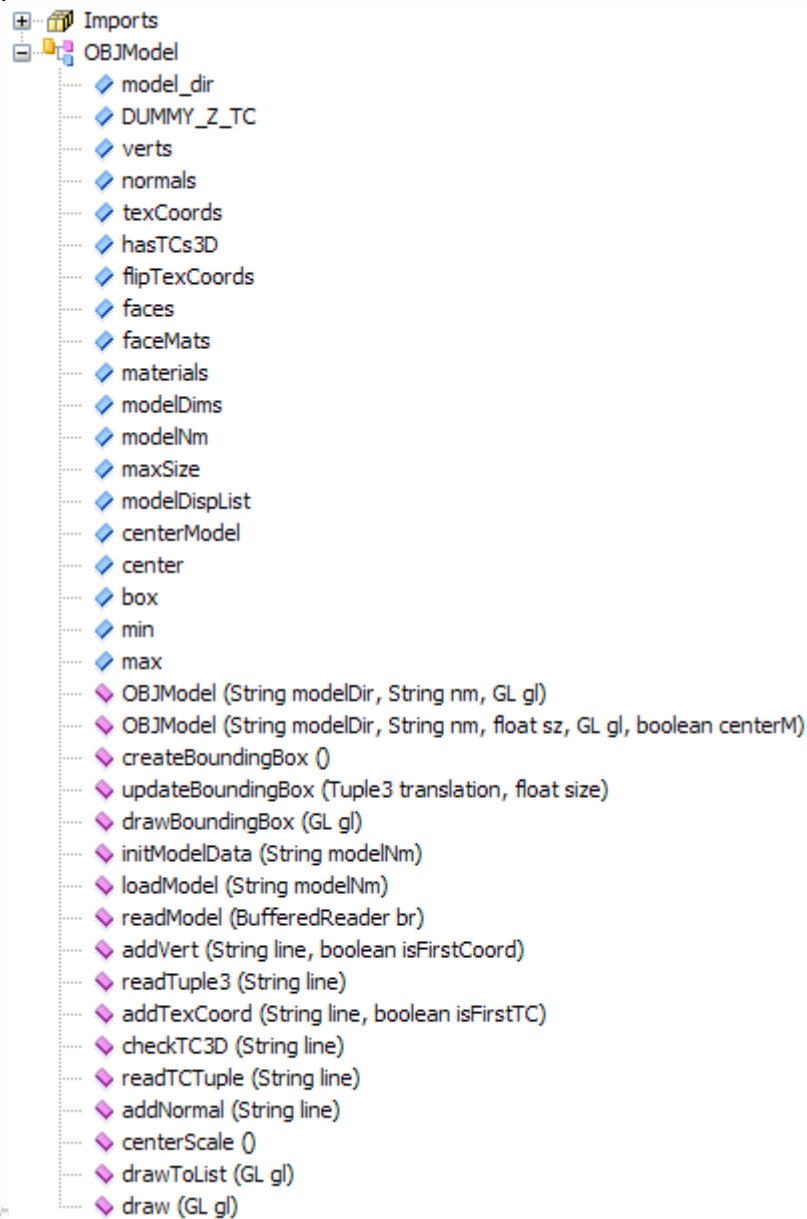 Imports
OBJModel
model_dir
DUMMY_Z_TC
verts
normals
texCoords
hasTCs3D
flipTexCoords
faces
faceMats
materials
modelDims
modelNm
maxSize
modelDispList
centerModel
center
box
min
max
OBJModel (String modelDir, String nm, GL gl)
OBJModel (String modelDir, String nm, float sz, GL gl, boolean centerM)
createBoundingBox ()
updateBoundingBox (Tuple3 translation, float size)
drawBoundingBox (GL gl)
initModelData (String modelNm)
loadModel (String modelNm)
readModel (BufferedReader br)
addVert (String line, boolean isFirstCoord)
readTuple3 (String line)
addTexCoord (String line, boolean isFirstTC)
checkTC3D (String line)
readTCTuple (String line)
addNormal (String line)
centerScale ()
drawToList (GL gl)
draw (GL gl)